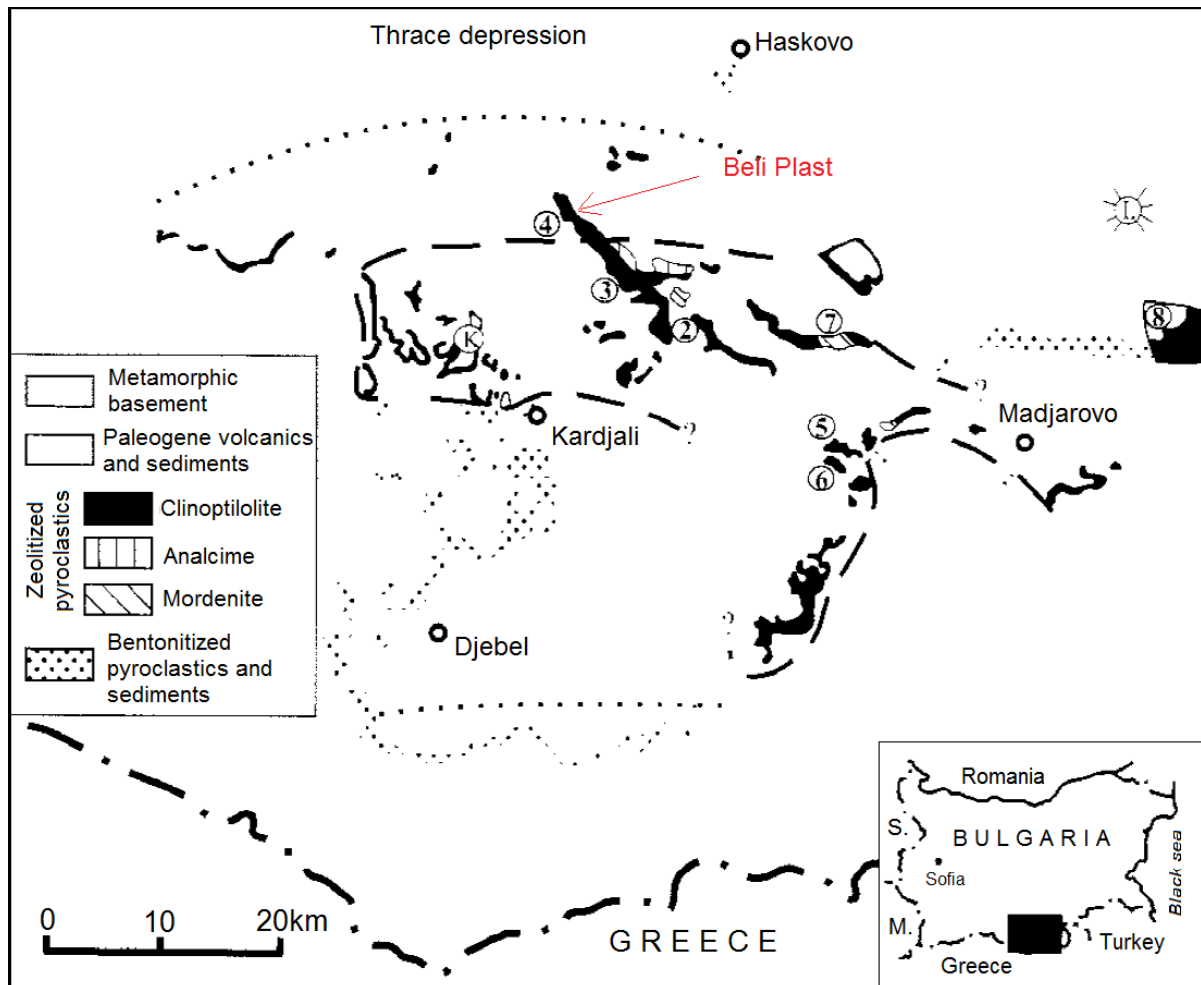 Thrace depression
Haskovo
Beli Plast
1.
4
3
8
K
2
7
?
Kardjali
?
5
Madjarovo
6
?
Djebel
Metamorphic
basement
Paleogene volcanics
and sediments
Zeolitized
pyroclastics
Clinoptilolite
Analcime
Mordenite
Bentonitized
pyroclastics and
sediments
0 10 20km
GREECE
Romania
S.
BULGARIA
Sofia
Black sea
M.
Turkey
Greece